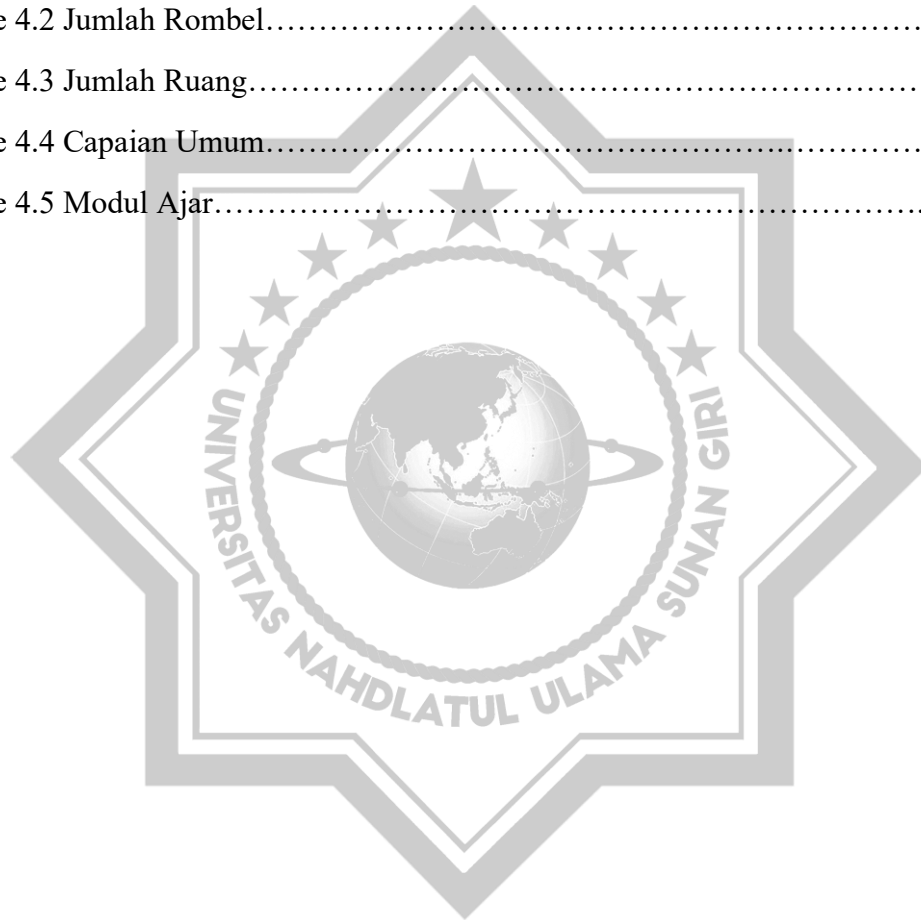 e 4.2 Jumlah Rombel……………………………………………………………
e 4.3 Jumlah Ruang……………………………………………………………
e 4.4 Capaian Umum……………………………………………………………
e 4.5 Modul Ajar……………………………………………………………
UNIVERSITAS NAHDLATUL ULAMA SUNAN GIRI